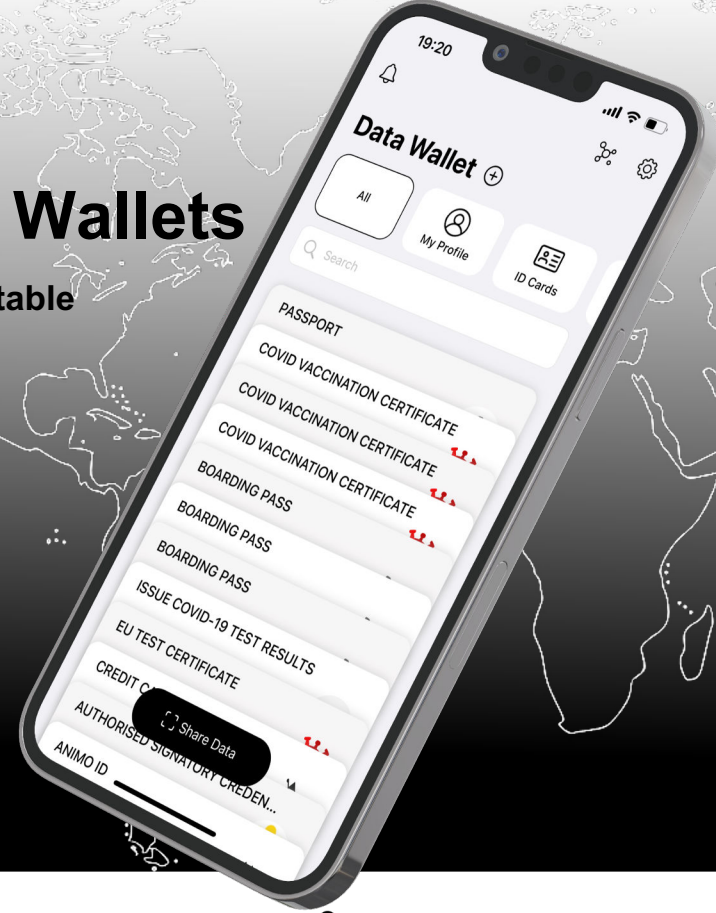 Wallets
table
19:20
Data Wallet
All
My Profile
ID Cards
Search
PASSPORT
COVID VACCINATION CERTIFICATE
COVID VACCINATION CERTIFICATE
COVID VACCINATION CERTIFICATE
BOARDING PASS
BOARDING PASS
BOARDING PASS
ISSUE COVID-19 TEST RESULTS
EU TEST CERTIFICATE
CREDIT
Share Data
AUTHORISED SIGNATORY CREDEN...
ANIMO ID